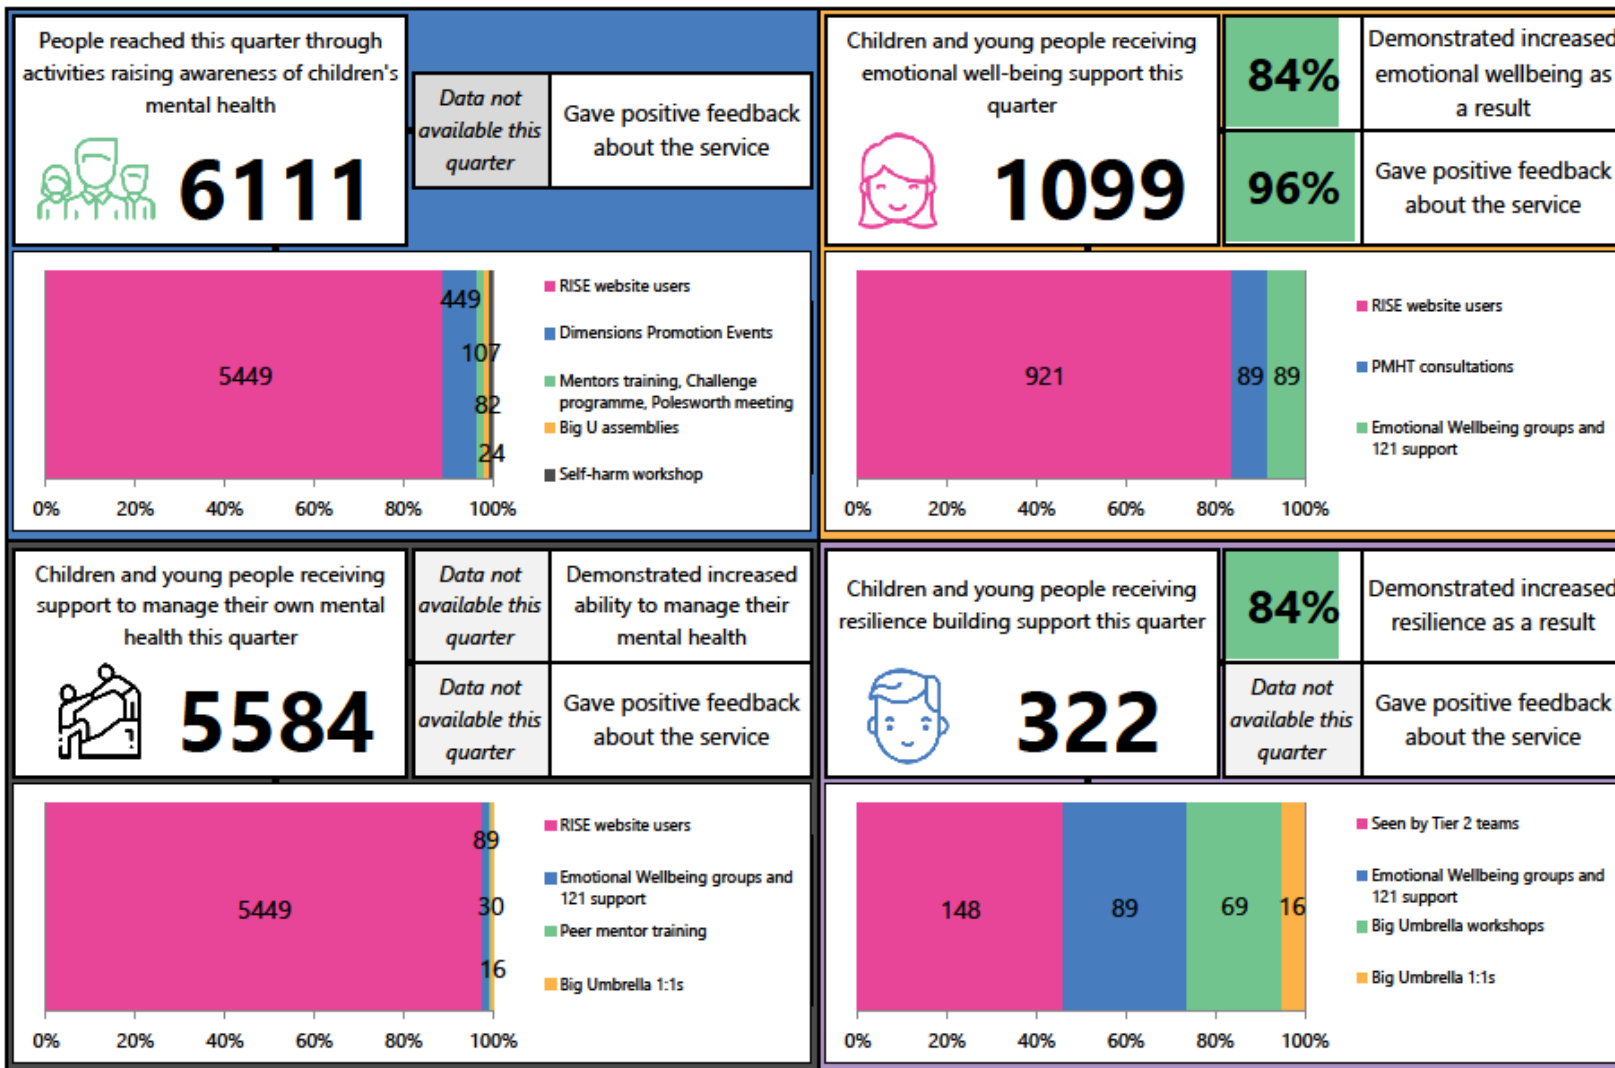 People reached this quarter through
activities raising awareness of children's
mental health
6111
Data not
available this
quarter
Gave positive feedback
about the service
5449
449
107
82
24
0%
20%
40%
60%
80%
100%
RISE website users
Dimensions Promotion Events
Mentors training, Challenge
programme, Polesworth meeting
Big U assemblies
Self-harm workshop
Children and young people receiving
emotional well-being support this
quarter
1099
84%
Demonstrated increased
emotional wellbeing as
a result
96%
Gave positive feedback
about the service
921
89
89
0%
20%
40%
60%
80%
100%
RISE website users
PMHT consultations
Emotional Wellbeing groups and
121 support
Children and young people receiving
support to manage their own mental
health this quarter
5584
Data not
available this
quarter
Demonstrated increased
ability to manage their
mental health
Data not
available this
quarter
Gave positive feedback
about the service
5449
89
30
16
0%
20%
40%
60%
80%
100%
RISE website users
Emotional Wellbeing groups and
121 support
Peer mentor training
Big Umbrella 1:1s
Children and young people receiving
resilience building support this quarter
322
84%
Demonstrated increased
resilience as a result
Data not
available this
quarter
Gave positive feedback
about the service
148
89
69
16
0%
20%
40%
60%
80%
100%
Seen by Tier 2 teams
Emotional Wellbeing groups and
121 support
Big Umbrella workshops
Big Umbrella 1:1s